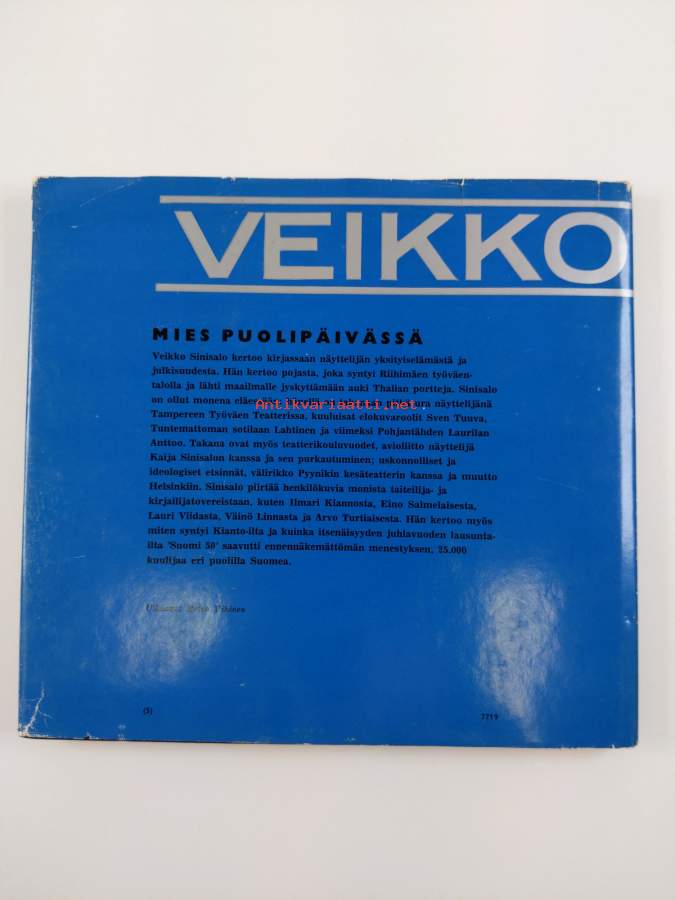 VEIKKO
MIES PUOLIPÄIVÄSSÄ
Veikko Sinisalo kertoo kirjassaan näyttelijän yksityiselämästä ja
julkisuudesta. Hän kertoo pojasta, joka syntyi Riihimäen työväen-
talolla ja lähti maailmalle jyskyttämään auki Thalian portteja. Sinisalo
on ollut monena eläessään; näyttelijänä
Antikvariaatti.net
Tampereen Työväen Teatterissa, kuuluisat elokuvaroolit Sven Tuuva,
Tuntemattoman sotilaan Lahtinen ja viimeksi Pohjantähden Laurilan
Anttoo. Takana ovat myös teatterikouluvuodet, avioliitto näyttelijä
Kaija Sinisalon kanssa ja sen purkautuminen; uskonnolliset ja
ideologiset etsinnät, välirikko Pyynikin kesäteatterin kanssa ja muutto
Helsinkiin. Sinisalo piirtää henkilökuvia monista taiteilija- ja
kirjailijatovereistaan, kuten Ilmari Kiannosta, Eino Salmelaisesta,
Lauri Viidasta, Väinö Linnasta ja Arvo Turtiaisesta. Hän kertoo myös
miten syntyi Kianto-ilta ja kuinka itsenäisyyden juhlavuoden lausunta-
ilta 'Suomi 50' saavutti ennennäkemättömän menestyksen, 25.000
kuulijaa eri puolilla Suomea.
(5)
7719